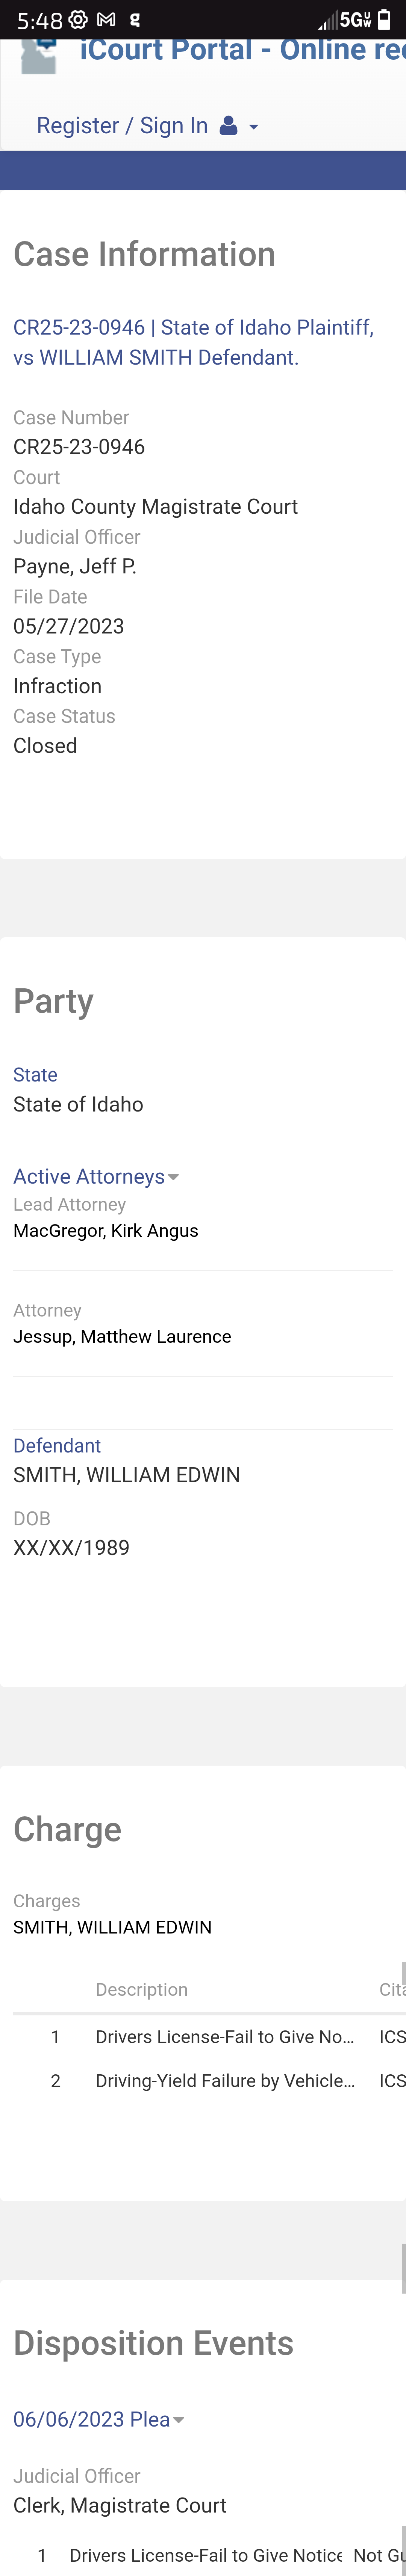 5:48
5G
iCourt Portal - Online
Register / Sign In
Case Information
CR25-23-0946 | State of Idaho Plaintiff,
vs WILLIAM SMITH Defendant.
Case Number
CR25-23-0946
Court
Idaho County Magistrate Court
Judicial Officer
Payne, Jeff P.
File Date
05/27/2023
Case Type
Infraction
Case Status
Closed
Party
State
State of Idaho
Active Attorneys
Lead Attorney
MacGregor, Kirk Angus
Attorney
Jessup, Matthew Laurence
Defendant
SMITH, WILLIAM EDWIN
DOB
XX/XX/1989
Charge
Charges
SMITH, WILLIAM EDWIN
Description
1 Drivers License-Fail to Give No... ICS
2 Driving-Yield Failure by Vehicle... ICS
Disposition Events
06/06/2023 Plea
Judicial Officer
Clerk, Magistrate Court
1 Drivers License-Fail to Give Notice Not